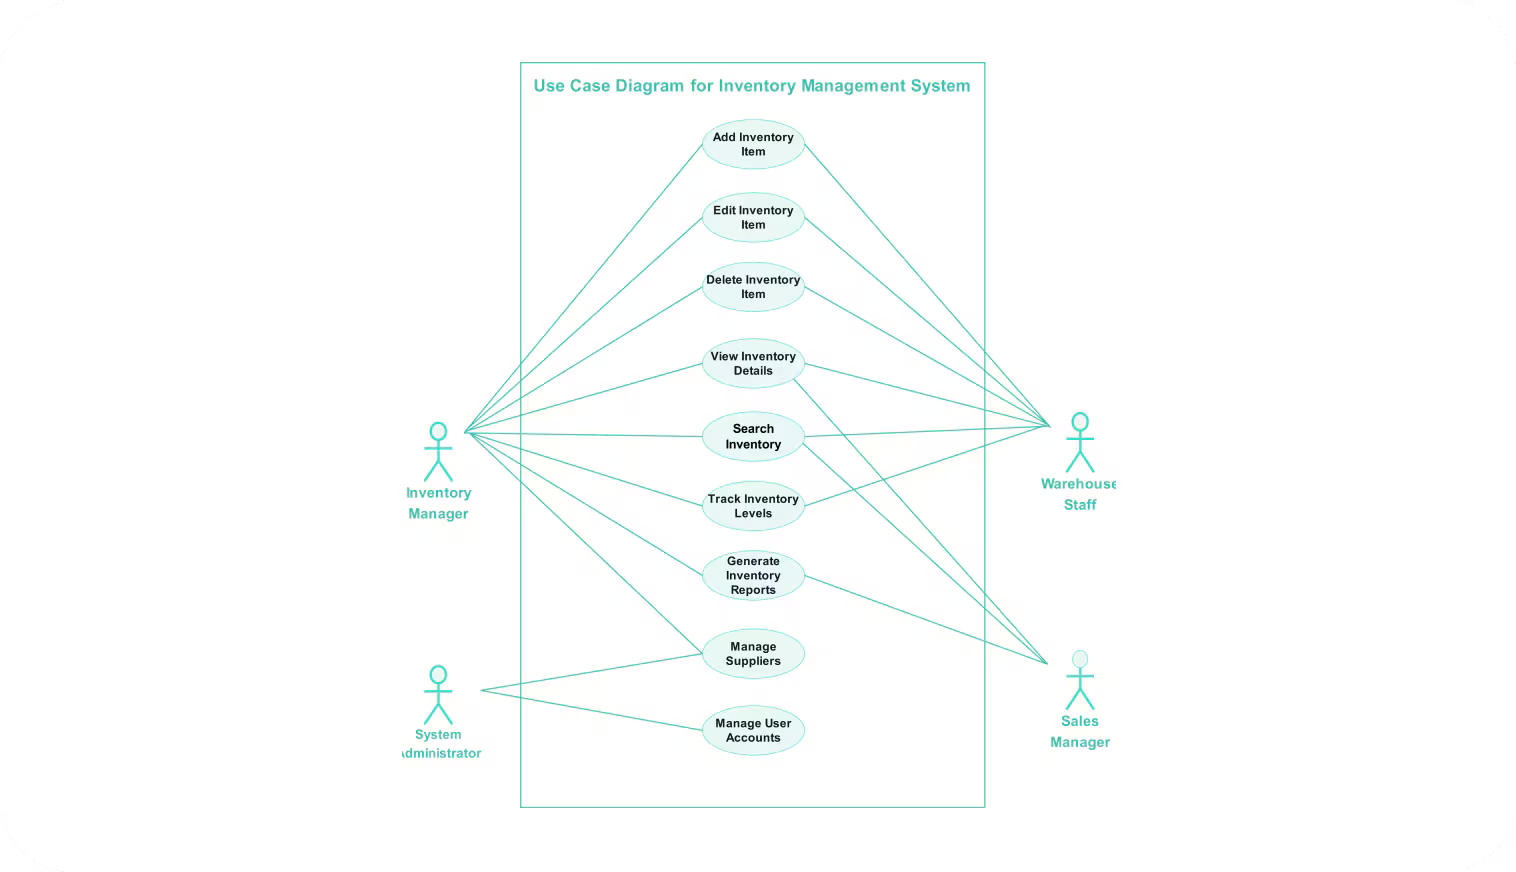 Use Case Diagram for Inventory Management System
Add Inventory
Item
Edit Inventory
Item
Delete Inventory
Item
View Inventory
Details
Search
Inventory
Track Inventory
Levels
Generate
Inventory
Reports
Manage
Suppliers
Manage User
Accounts
Inventory
Manager
System
dministrator
Warehouse
Staff
Sales
Manager